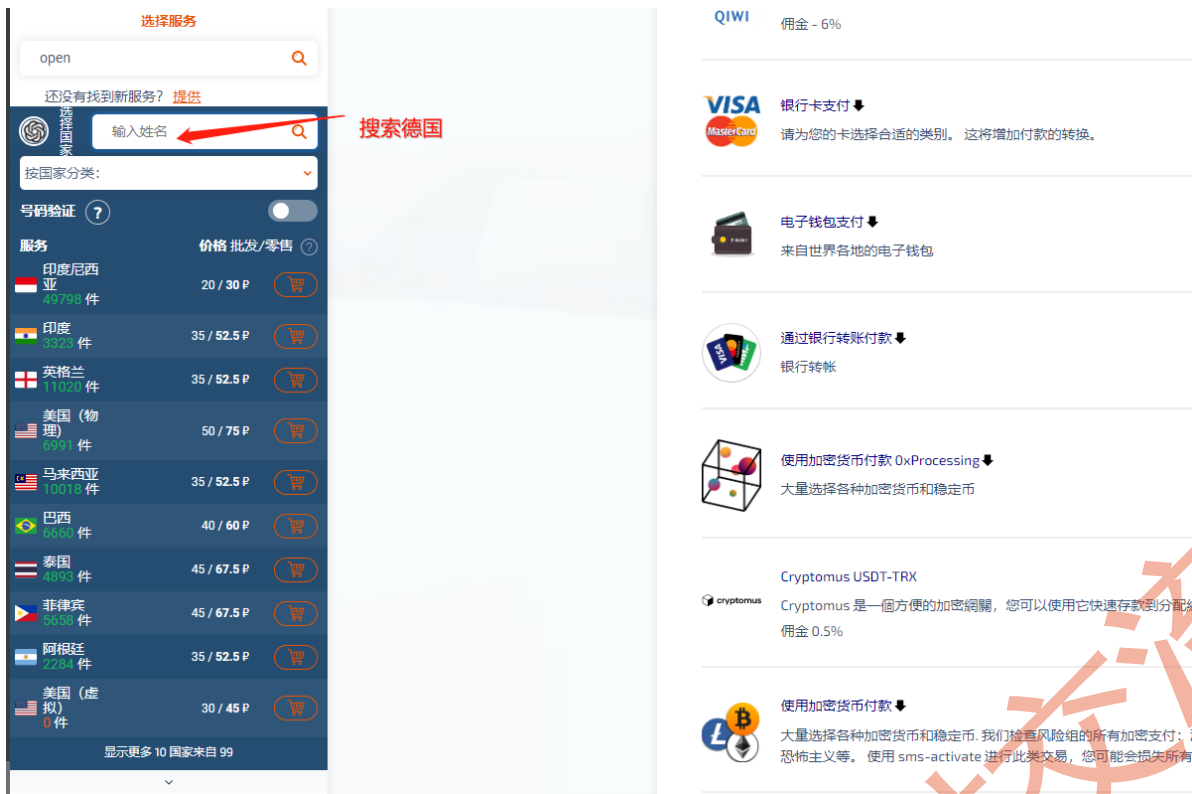 选择服务
open
还没有找到新服务? 提供
选择国家
输入姓名
搜索德国
按国家分类:
号码验证 ?
服务 价格 批发/零售 ?
印度尼西亚
49798 件
20 / 30 ₽
印度
3323 件
35 / 52.5 ₽
英格兰
11020 件
35 / 52.5 ₽
美国（物理)
6991 件
50 / 75 ₽
马来西亚
10018 件
35 / 52.5 ₽
巴西
6660 件
40 / 60 ₽
泰国
4893 件
45 / 67.5 ₽
菲律宾
5658 件
45 / 67.5 ₽
阿根廷
2284 件
35 / 52.5 ₽
美国（虚拟)
0 件
30 / 45 ₽
显示更多 10 国家来自 99
QIWI
佣金 - 6%
VISA
MasterCard
银行卡支付
请为您的卡选择合适的类别。 这将增加付款的转换。
电子钱包支付
来自世界各地的电子钱包
VISA
通过银行转账付款
银行转帐
使用加密货币付款 0xProcessing
大量选择各种加密货币和稳定币
cryptomus
Cryptomus USDT-TRX
Cryptomus 是一個方便的加密網關，您可以使用它快速存款到分配
佣金 0.5%
使用加密货币付款
大量选择各种加密货币和稳定币. 我们检查风险组的所有加密支付：
恐怖主义等。 使用 sms-activate 进行此类交易，您可能会损失所有